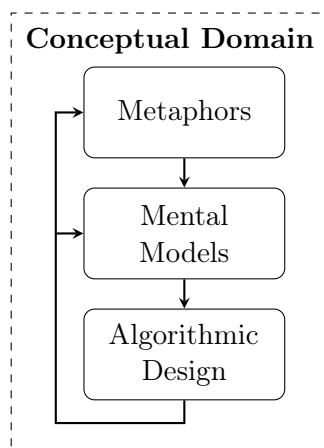 Conceptual Domain
Metaphors
Mental
Models
Algorithmic
Design